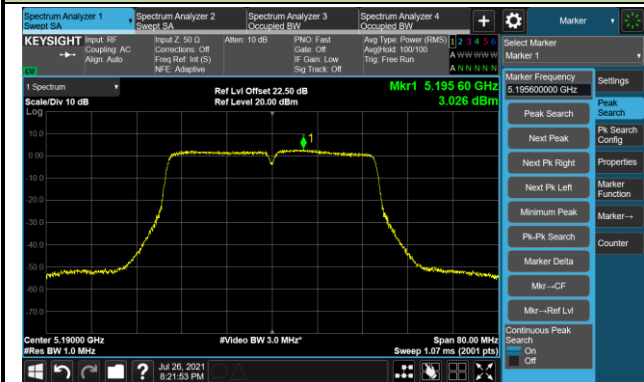 Spectrum Analyzer 1
Swept SA
Spectrum Analyzer 2
Swept SA
Spectrum Analyzer 3
Occupied BW
Spectrum Analyzer 4
Occupied BW
+
Marker
KEYSIGHT
Input: RF
Coupling: AC
Align: Auto
Input Z: 50 Ω
Corrections: Off
Freq Ref: Int (S)
NFE: Adaptive
Atten: 10 dB
PNO: Fast
Gate: Off
IF Gain: Low
Sig Track: Off
Avg Type: Power (RMS)
Avg|Hold: 100/100
Trig: Free Run
1 2 3 4 5 6
A W W W W W
A N N N N N
Select Marker
Marker 1
1 Spectrum
Scale/Div 10 dB
Ref Lvl Offset 22.50 dB
Ref Level 20.00 dBm
Mkr1 5.195 60 GHz
3.026 dBm
Log
10.0
0.00
-10.0
-20.0
-30.0
-40.0
-50.0
-60.0
-70.0
1
Center 5.19000 GHz
#Res BW 1.0 MHz
#Video BW 3.0 MHz*
Span 80.00 MHz
Sweep 1.07 ms (2001 pts)
Marker Frequency
5.195600000 GHz
Peak Search
Next Peak
Next Pk Right
Next Pk Left
Minimum Peak
Pk-Pk Search
Marker Delta
Mkr→CF
Mkr→Ref Lvl
Continuous Peak
Search
On
Off
Settings
Peak
Search
Pk Search
Config
Properties
Marker
Function
Marker→
Counter
?
Jul 26, 2021
8:21:53 PM